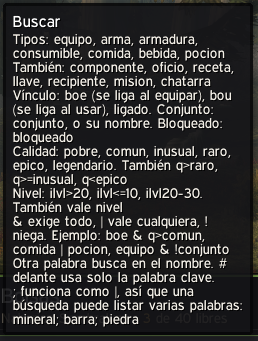 Buscar
Tipos: equipo, arma, armadura,
consumible, comida, bebida, pocion
También: componente, oficio, receta,
llave, recipiente, mision, chatarra
Vínculo: boe (se liga al equipar), bou
(se liga al usar), ligado. Conjunto:
conjunto, o su nombre. Bloqueado:
bloqueado
Calidad: pobre, comun, inusual, raro,
epico, legendario. También q>raro,
q>=inusual, q<epico
Nivel: ilvl>20, ilvl<=10, ilvl20-30.
También vale nivel
& exige todo, | vale cualquiera, !
niega. Ejemplo: boe & q>comun,
comida | pocion, equipo & !conjunto
Otra palabra busca en el nombre. #
delante usa solo la palabra clave.
; funciona como |, así que una
búsqueda puede listar varias palabras:
mineral; barra; piedra
de 40 libres